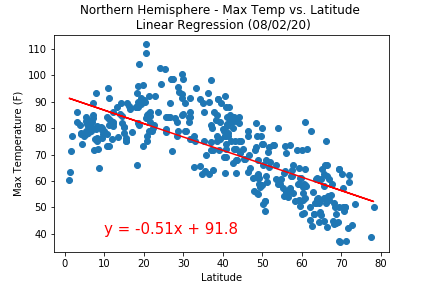 Northern Hemisphere - Max Temp vs. Latitude
Linear Regression (08/02/20)
Max Temperature (F)
110
100
90
80
70
60
50
40
y = -0.51x + 91.8
0 10 20 30 40 50 60 70 80
Latitude